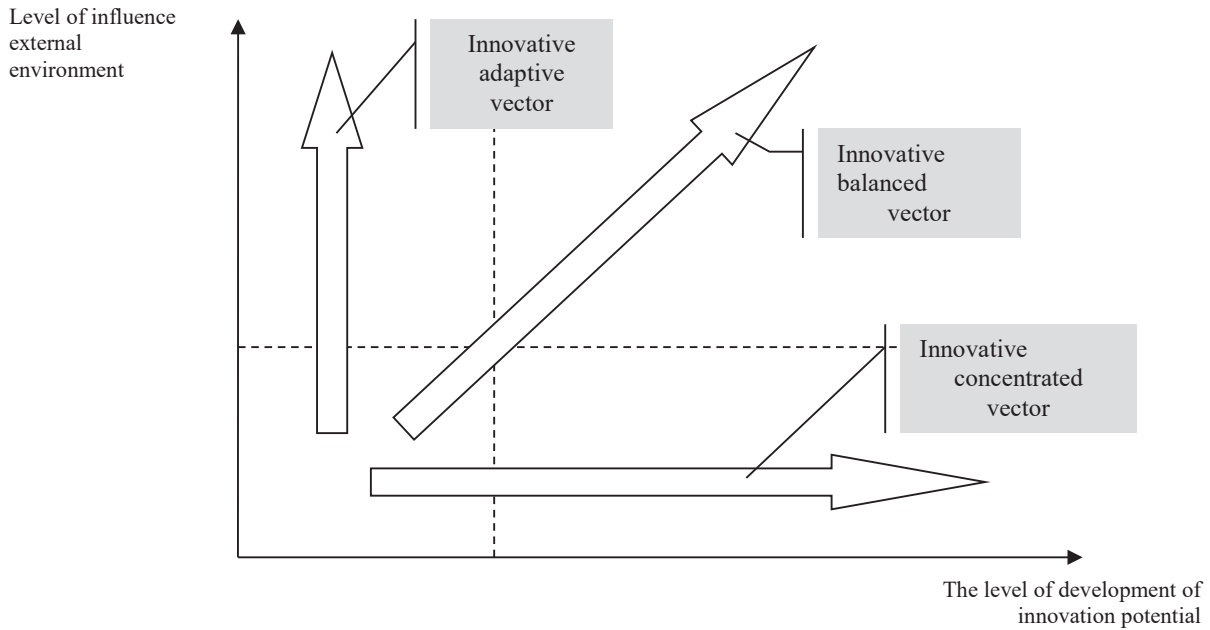 Level of influence
external
environment
Innovative
adaptive
vector
Innovative
balanced
vector
Innovative
concentrated
vector
The level of development of
innovation potential